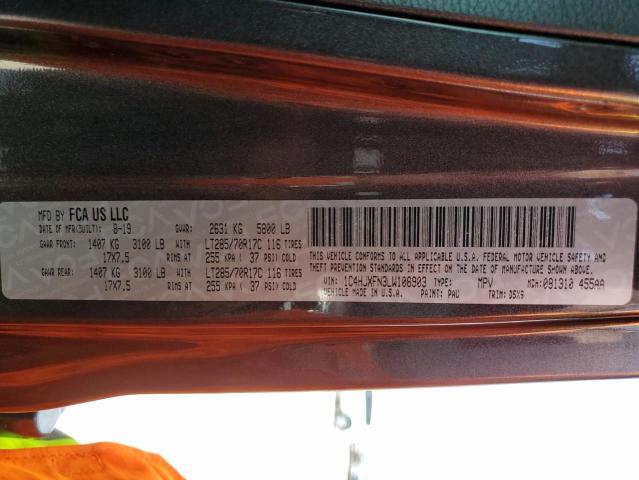 MFD BY FCA US LLC
DATE OF MFR(BUILT): 8-19 GVWR: 2631 KG 5800 LB
GAWR FRONT: 1407 KG 3100 LB WITH LT285/70R17C 116 TIRES
17X7.5 RIMS AT 255 KPA ( 37 PSI) COLD
GAWR REAR: 1407 KG 3100 LB WITH LT285/70R17C 116 TIRES
17X7.5 RIMS AT 255 KPA ( 37 PSI) COLD
THIS VEHICLE CONFORMS TO ALL APPLICABLE U.S.A. FEDERAL MOTOR VEHICLE SAFETY AND
THEFT PREVENTION STANDARDS IN EFFECT ON THE DATE OF MANUFACTURE SHOWN ABOVE.
VIN: 1C4HJXFN3LW108903 TYPE: MPV MDH: 091310 455AA
VEHICLE MADE IN U.S.A. PAINT: PAU TRIM: D5X9